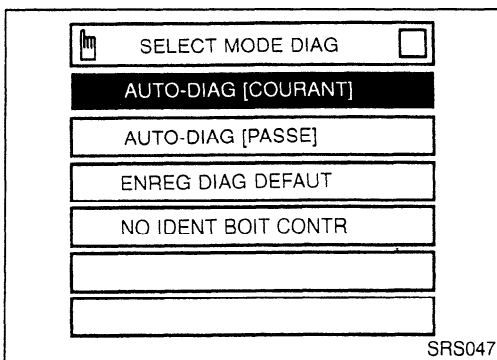 SELECT MODE DIAG
AUTO-DIAG [COURANT]
AUTO-DIAG [PASSE]
ENREG DIAG DEFAUT
NO IDENT BOIT CONTR
SRS047